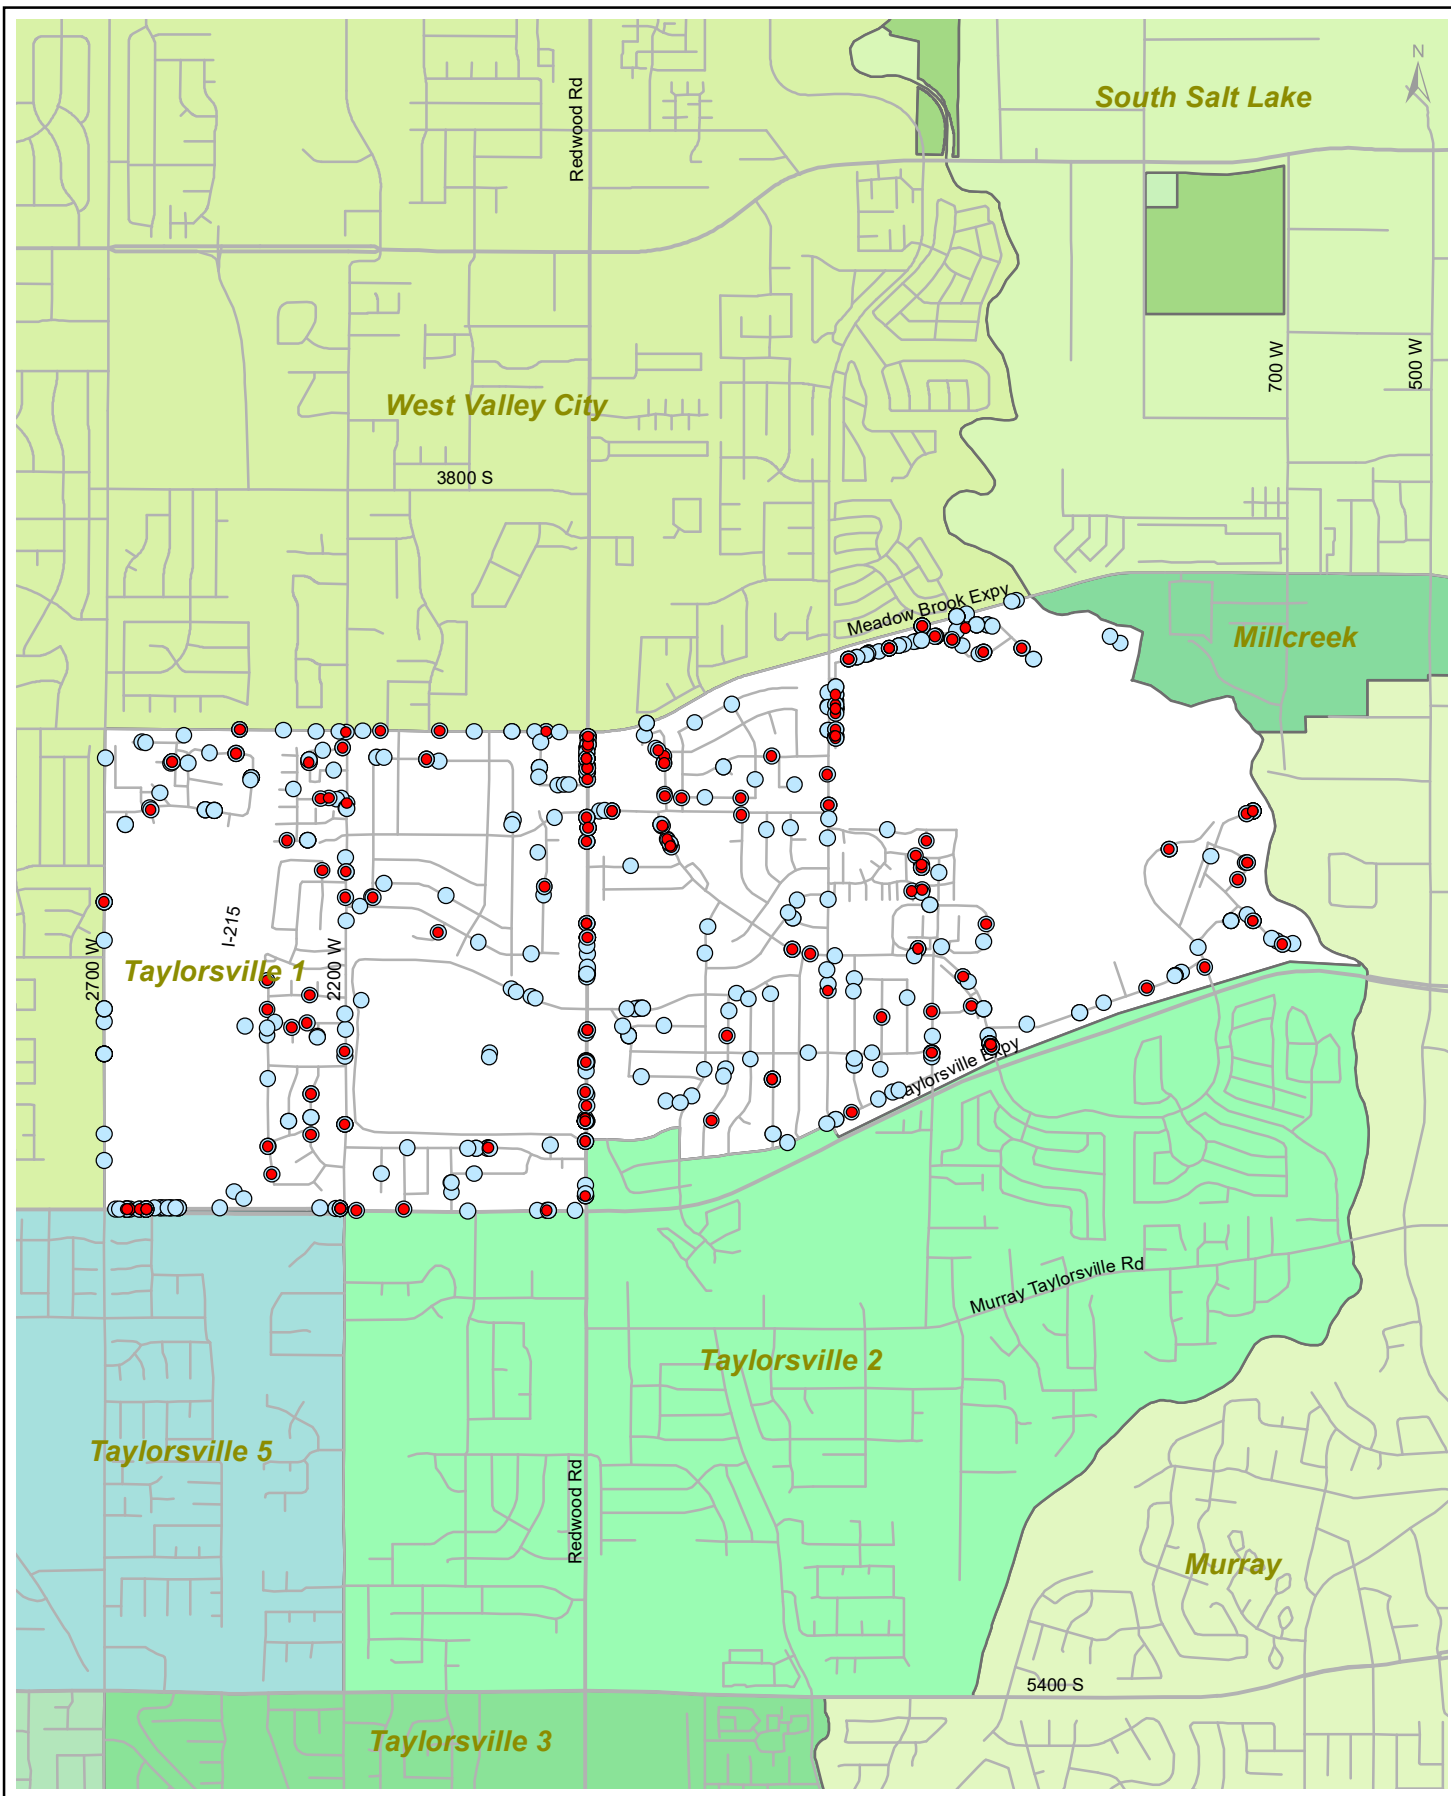 N
South Salt Lake
Redwood Rd
700 W
500 W
West Valley City
3800 S
Meadow Brook Expy
Millcreek
I-215
2700 W
2200 W
Taylorsville 1
Taylorsville Expy
Murray Taylorsville Rd
Taylorsville 2
Taylorsville 5
Redwood Rd
Murray
5400 S
Taylorsville 3